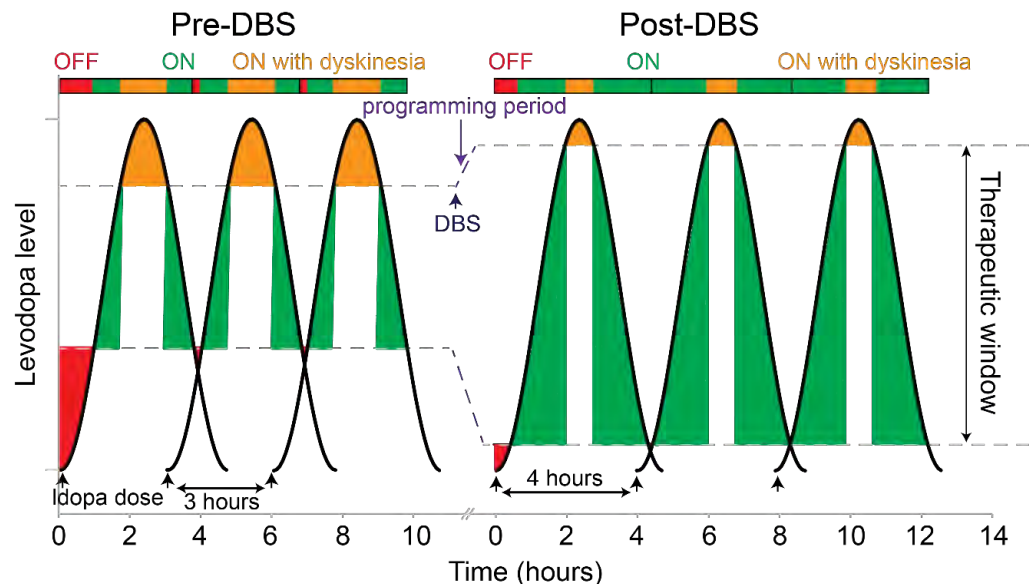 Pre-DBS
Post-DBS
OFF ON ON with dyskinesia
OFF ON ON with dyskinesia
programming period
DBS
Levodopa level
Therapeutic window
ldopa dose
3 hours
4 hours
0 2 4 6 8 10
0 2 4 6 8 10 12 14
Time (hours)